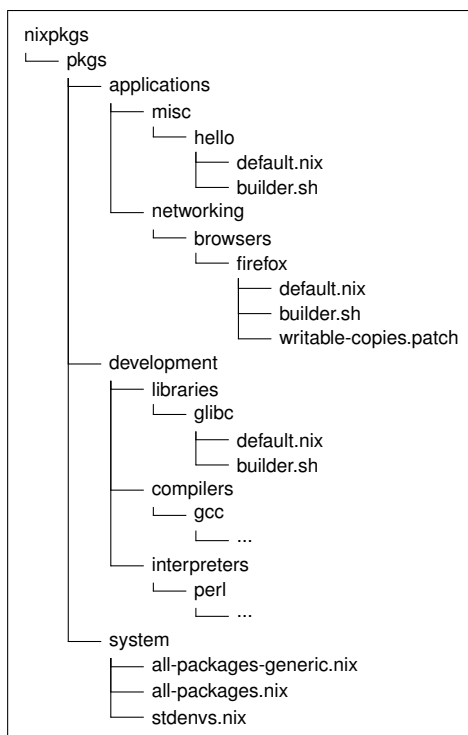 nixpkgs
pkgs
applications
misc
hello
default.nix
builder.sh
networking
browsers
firefox
default.nix
builder.sh
writable-copies.patch
development
libraries
glibc
default.nix
builder.sh
compilers
gcc
...
interpreters
perl
...
system
all-packages-generic.nix
all-packages.nix
stdenvs.nix